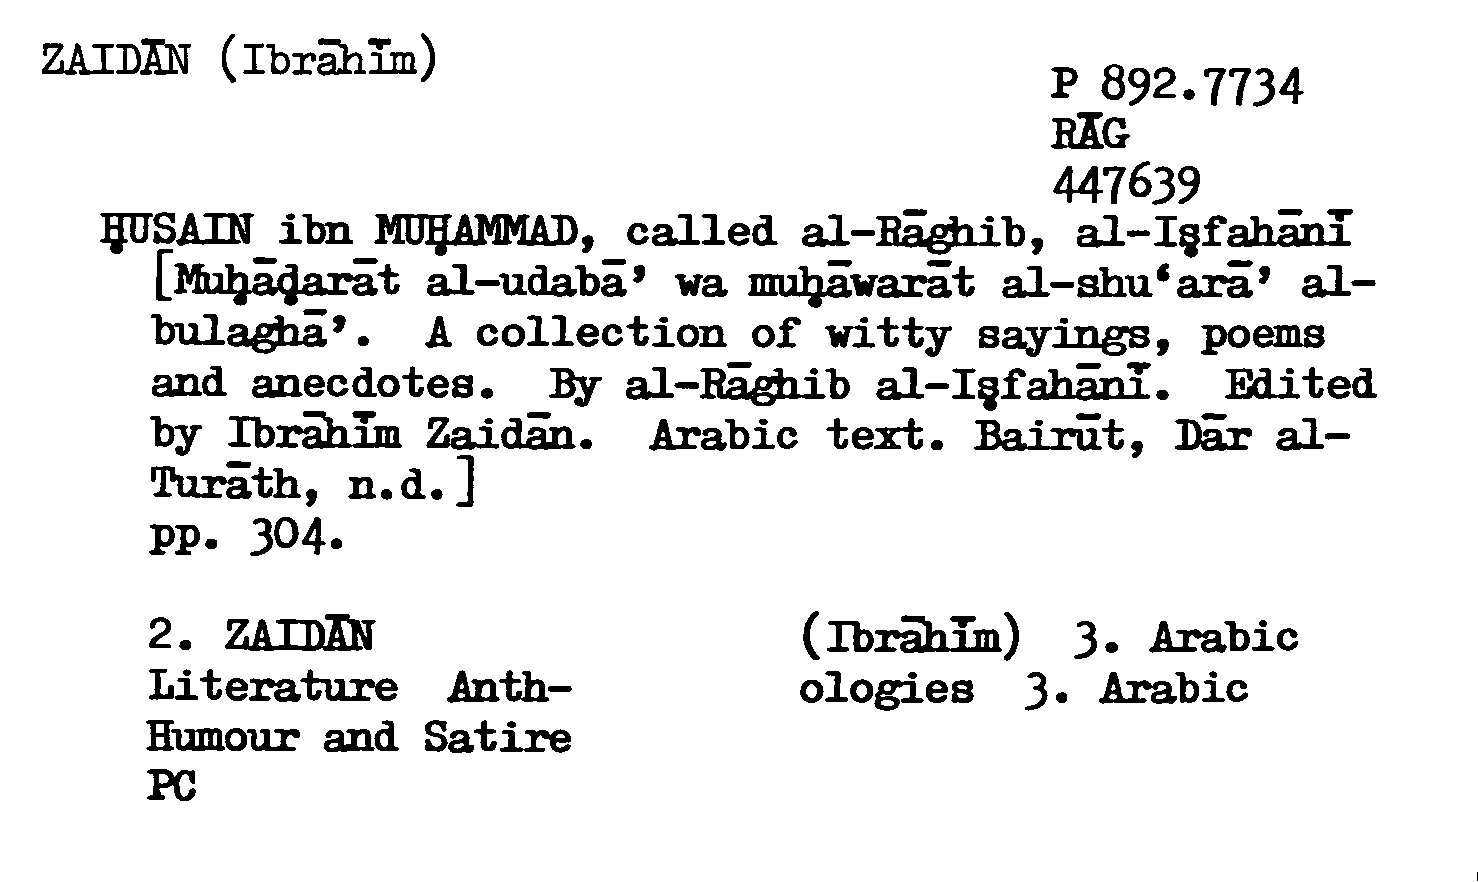 ZAIDĀN (Ibrāhīm)
P 892.7734
RĀG
447639
ḤUSAIN ibn MUḤAMMAD, called al-Rāghib, al-Iṣfahānī
[Muḥāḍarāt al-udabā’ wa muḥāwarāt al-shu‘arā’ al-
bulaghā’. A collection of witty sayings, poems
and anecdotes. By al-Rāghib al-Iṣfahānī. Edited
by Ibrāhīm Zaidān. Arabic text. Bairūt, Dār al-
Turāth, n.d.]
pp. 304.
2. ZAIDĀN (Ibrāhīm) 3. Arabic
Literature Anth- ologies 3. Arabic
Humour and Satire
PC